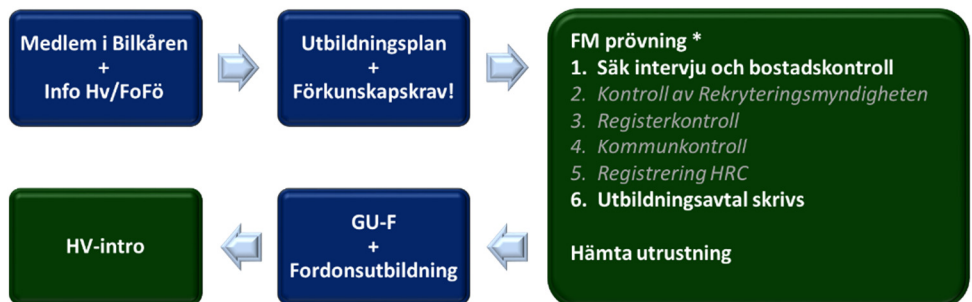 Medlem i Bilkåren
+
Info Hv/FoFö
Utbildningsplan
+
Förkunskapskrav!
FM prövning *
1. Säk intervju och bostadskontroll
2. Kontroll av Rekryteringsmyndigheten
3. Registerkontroll
4. Kommunkontroll
5. Registrering HRC
6. Utbildningsavtal skrivs
Hämta utrustning
GU-F
+
Fordonsutbildning
HV-intro